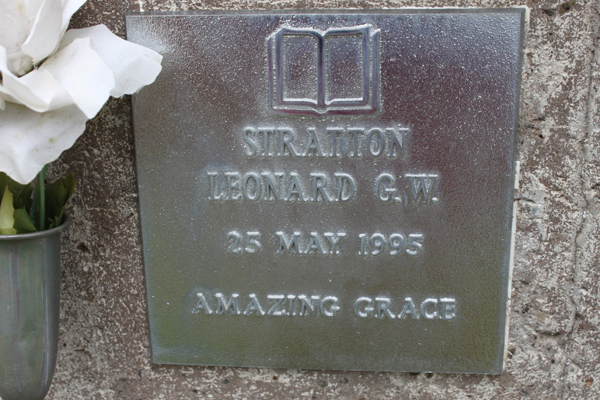 STRATTON
LEONARD G.W.
25 MAY 1995
AMAZING GRACE